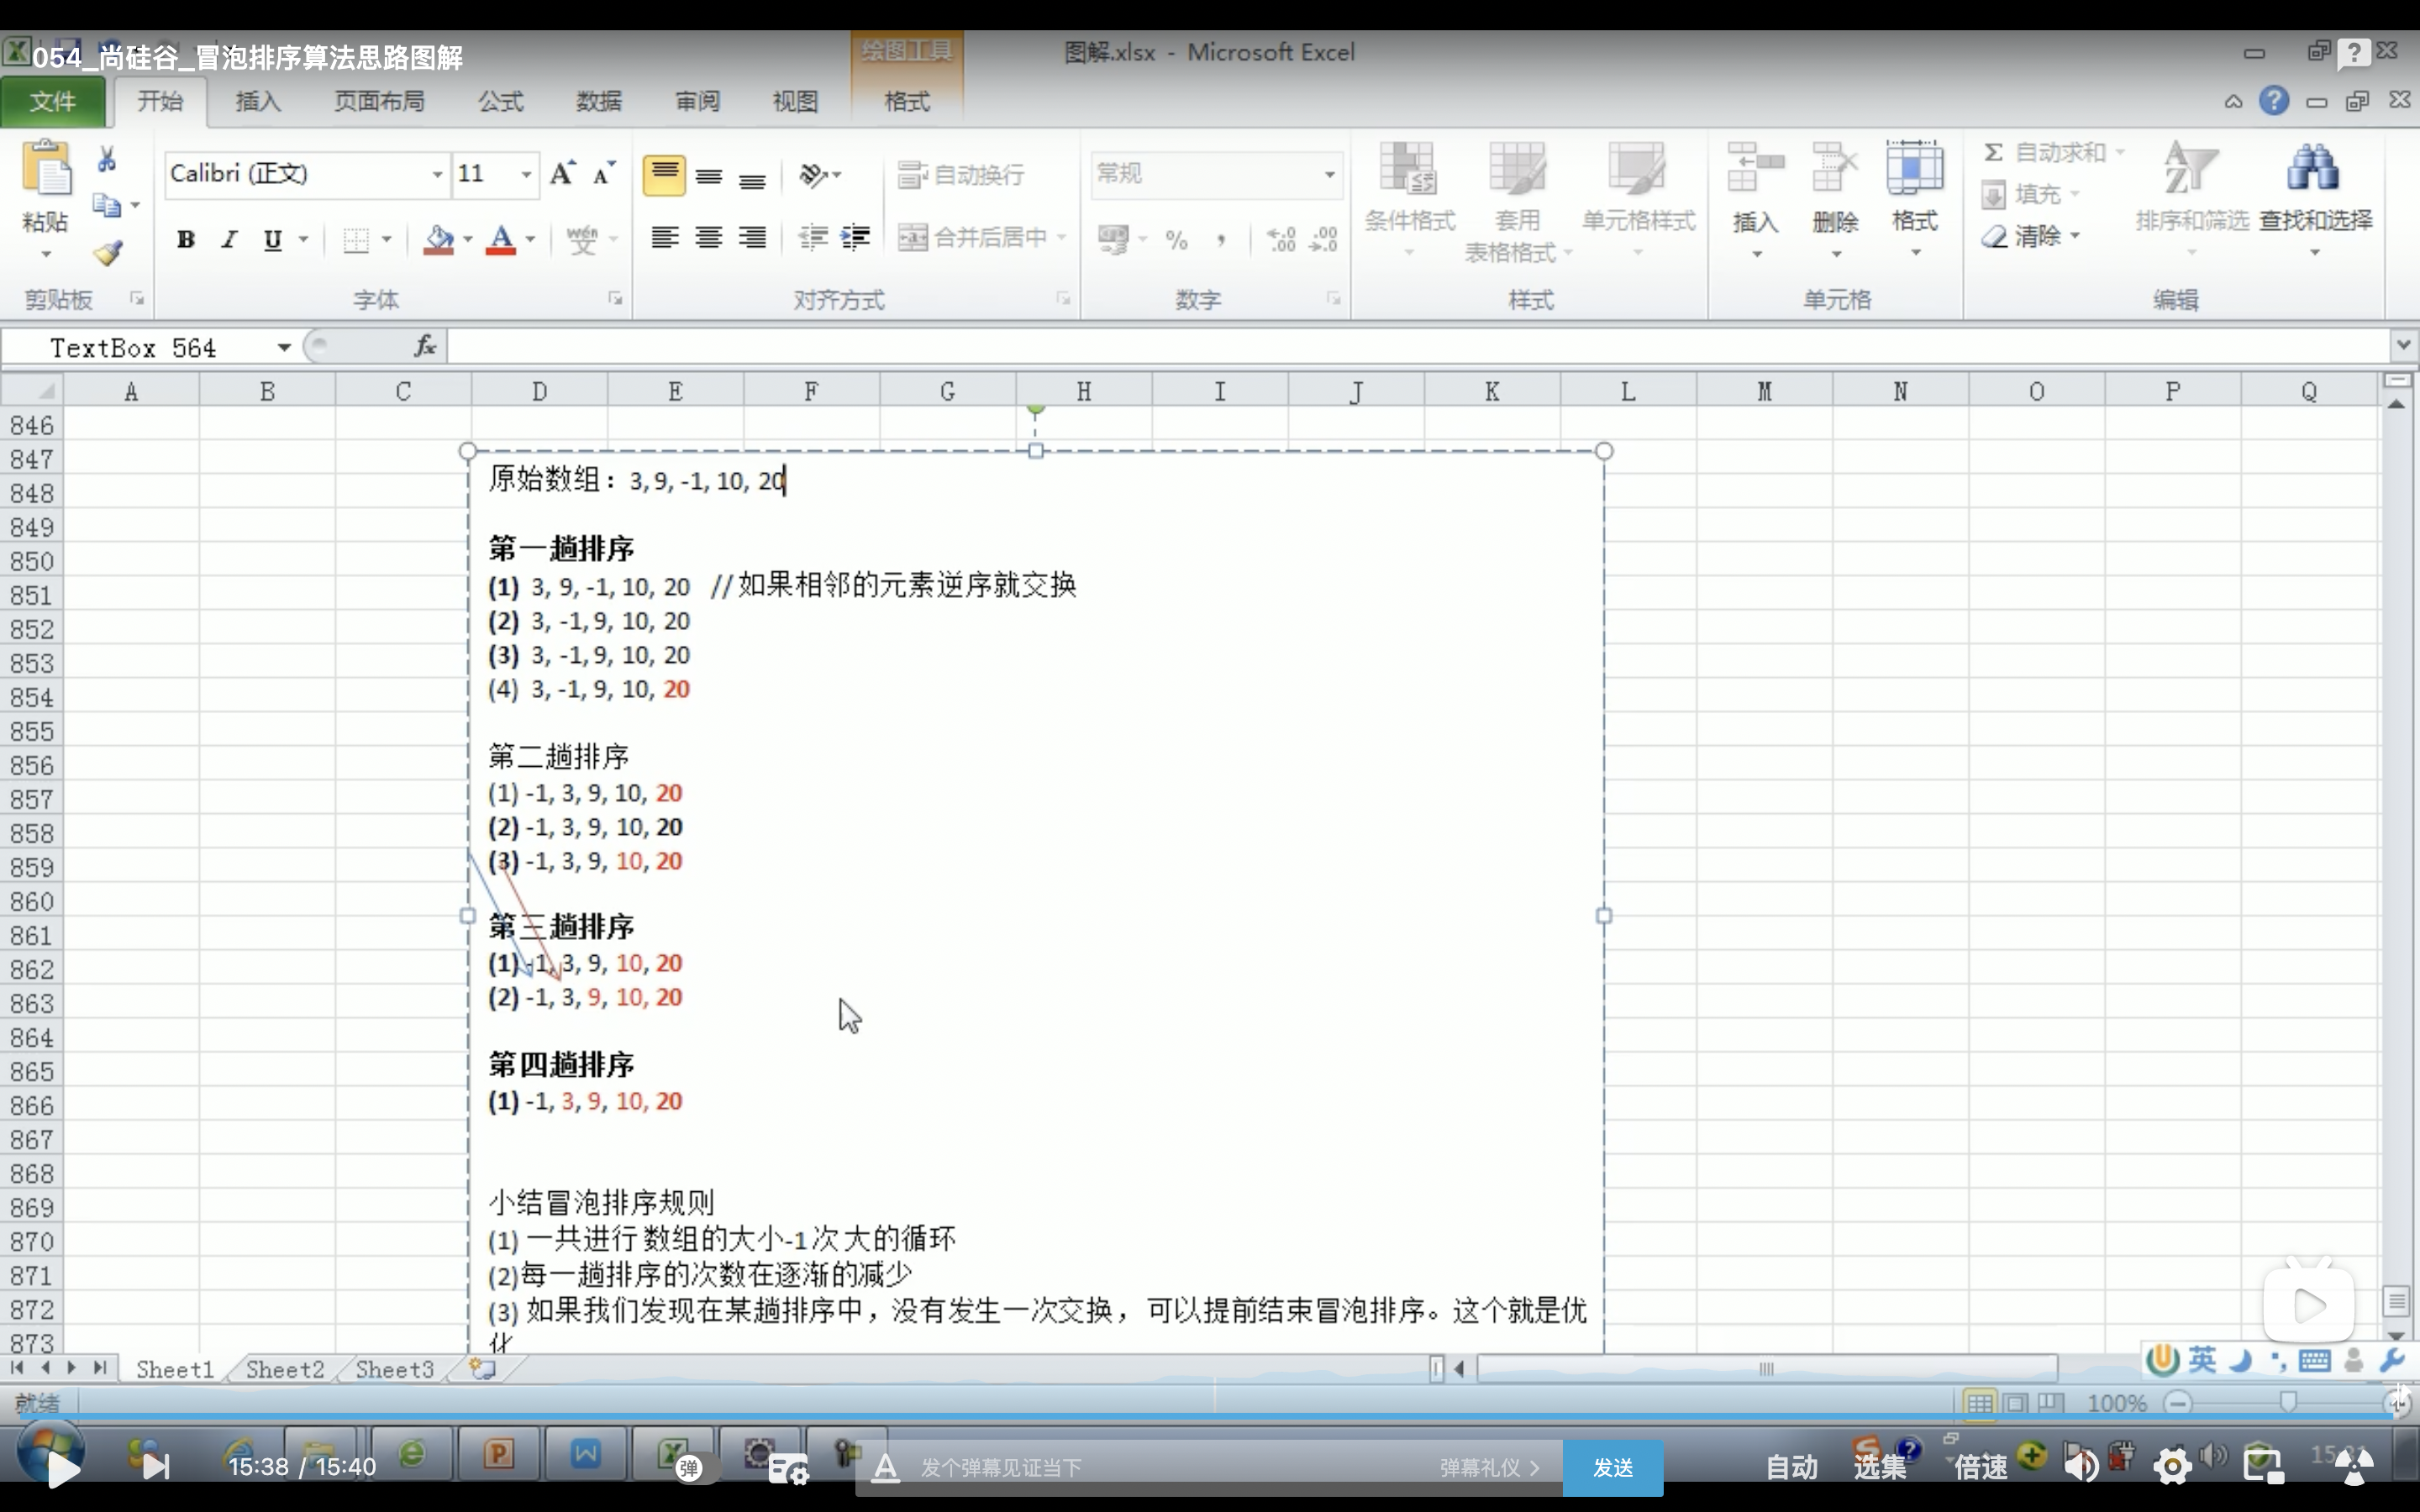 054_尚硅谷_冒泡排序算法思路图解
绘图工具
图解.xlsx - Microsoft Excel
文件 开始 插入 页面布局 公式 数据 审阅 视图 格式
粘贴
剪贴板
Calibri (正文) 11
B I U
wén 文
字体
自动换行
合并后居中
对齐方式
常规
% , .00 .0
数字
条件格式 套用 表格格式 单元格样式
样式
插入 删除 格式
单元格
Σ 自动求和
填充
清除
排序和筛选 查找和选择
编辑
TextBox 564 fx
A B C D E F G H I J K L M N O P Q
846
847
848
849
850
851
852
853
854
855
856
857
858
859
860
861
862
863
864
865
866
867
868
869
870
871
872
873
原始数组：3, 9, -1, 10, 20
第一趟排序
(1) 3, 9, -1, 10, 20 //如果相邻的元素逆序就交换
(2) 3, -1, 9, 10, 20
(3) 3, -1, 9, 10, 20
(4) 3, -1, 9, 10, 20
第二趟排序
(1) -1, 3, 9, 10, 20
(2) -1, 3, 9, 10, 20
(3) -1, 3, 9, 10, 20
第三趟排序
(1) -1, 3, 9, 10, 20
(2) -1, 3, 9, 10, 20
第四趟排序
(1) -1, 3, 9, 10, 20
小结冒泡排序规则
(1) 一共进行 数组的大小-1 次 大的循环
(2)每一趟排序的次数在逐渐的减少
(3) 如果我们发现在某趟排序中，没有发生一次交换， 可以提前结束冒泡排序。这个就是优
化
Sheet1 Sheet2 Sheet3
英
就绪 100%
15:38 / 15:40 弹 A 发个弹幕见证当下 弹幕礼仪 > 发送 自动 选集 倍速